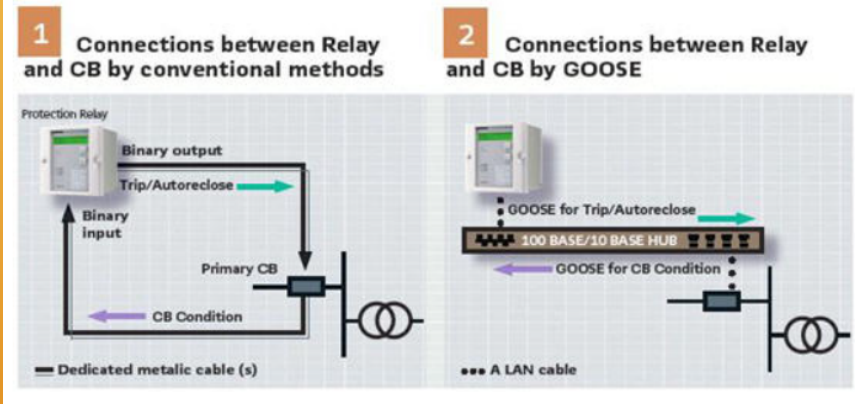 1
Connections between Relay
and CB by conventional methods
Protection Relay
Binary output
Trip/Autoreclose
Binary
input
Primary CB
CB Condition
Dedicated metalic cable (s)
2
Connections between Relay
and CB by GOOSE
GOOSE for Trip/Autoreclose
100 BASE/10 BASE HUB
GOOSE for CB Condition
A LAN cable